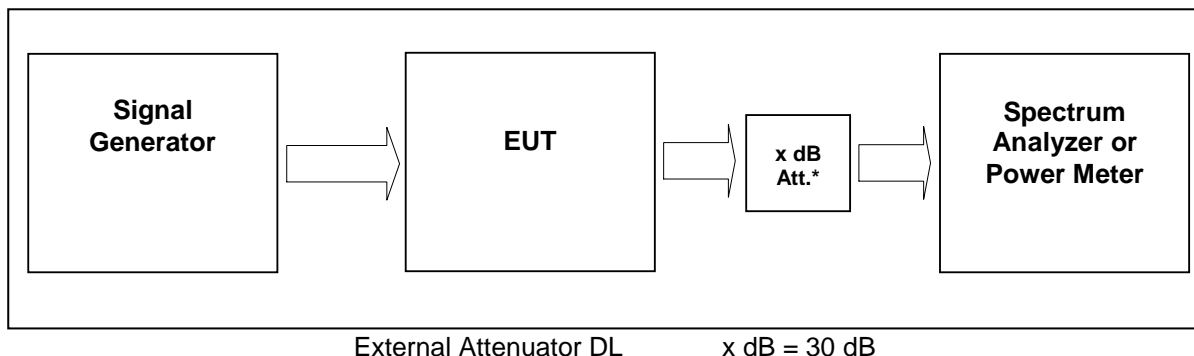 Signal
Generator
EUT
x dB
Att.*
Spectrum
Analyzer or
Power Meter
External Attenuator DL x dB = 30 dB